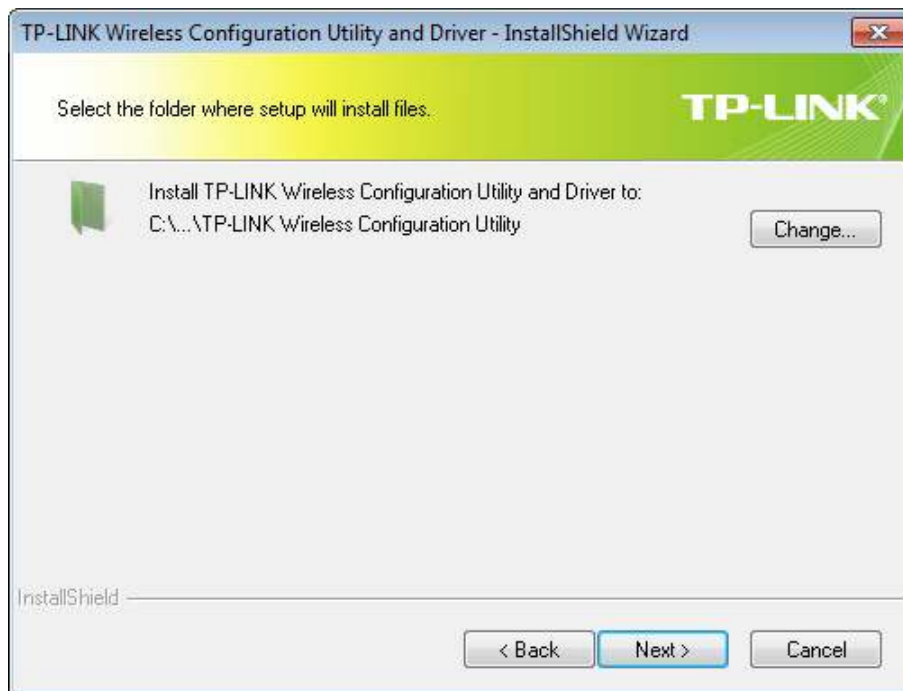 TP-LINK Wireless Configuration Utility and Driver - InstallShield Wizard
Select the folder where setup will install files.
TP-LINK®
Install TP-LINK Wireless Configuration Utility and Driver to:
C:\...\TP-LINK Wireless Configuration Utility
Change...
InstallShield
< Back
Next >
Cancel